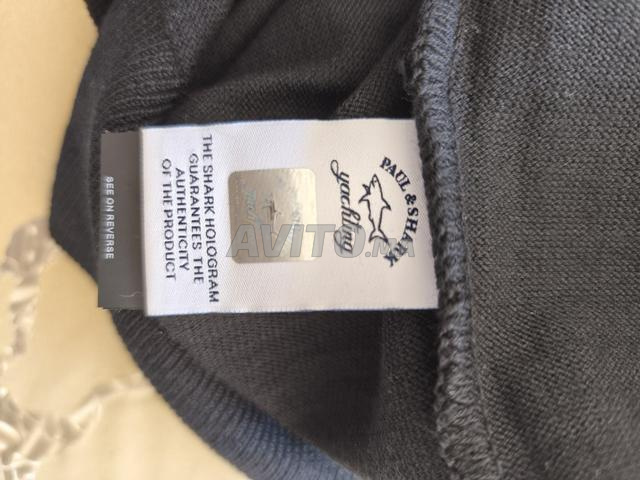 PAUL & SHARK
yachting
THE SHARK HOLOGRAM
GUARANTEES THE
AUTHENTICITY
OF THE PRODUCT
SEE ON REVERSE
AVITO.MA